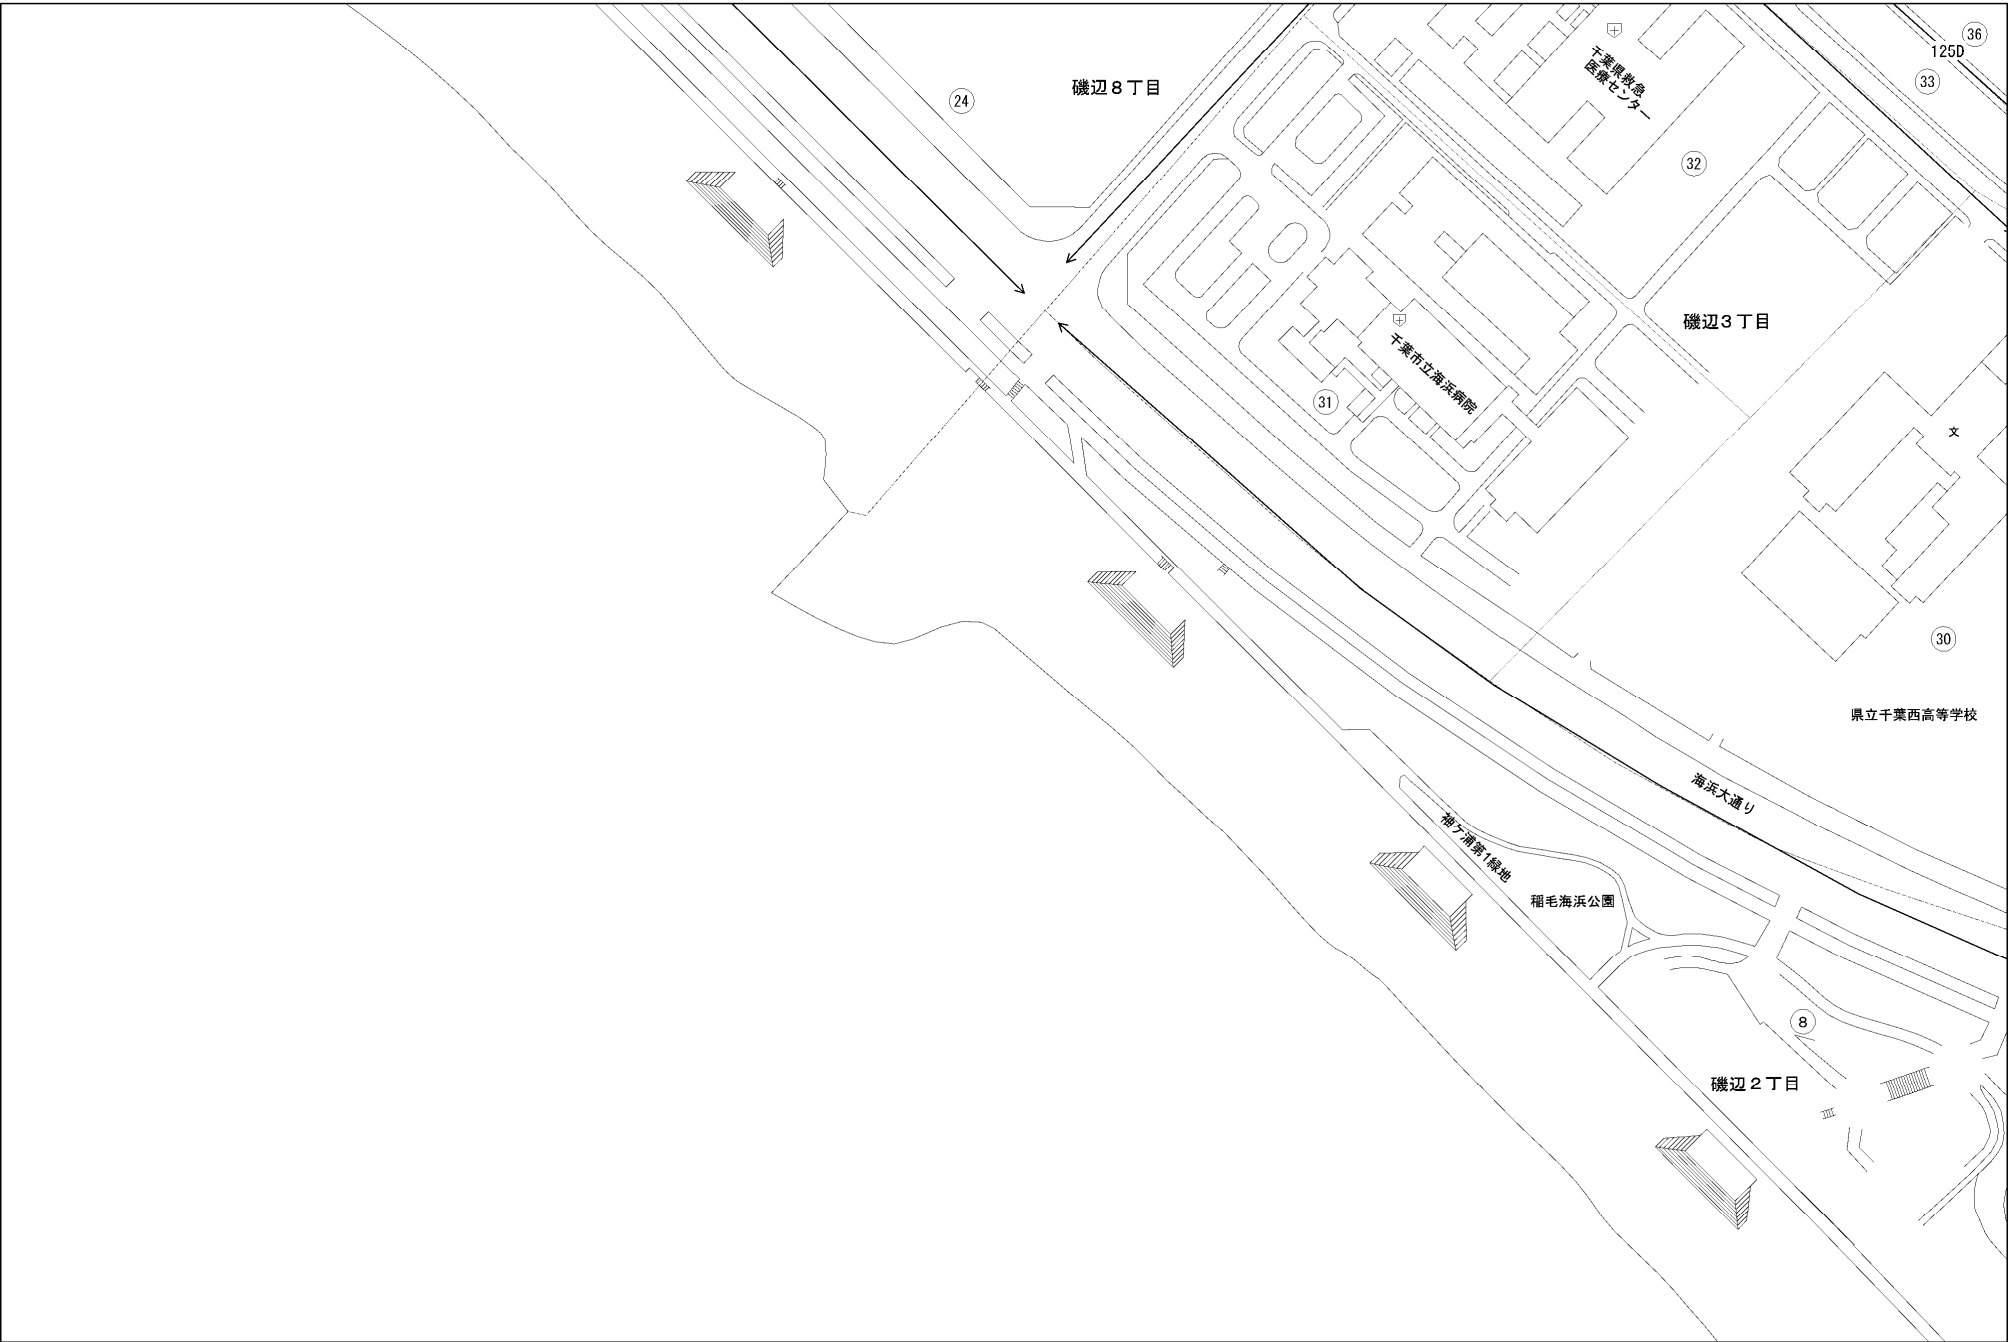 36
125D
千葉県救急
医療センター
33
磯辺８丁目
24
32
磯辺３丁目
千葉市立海浜病院
31
文
30
県立千葉西高等学校
海浜大通り
袖ケ浦第1緑地
稲毛海浜公園
8
磯辺２丁目